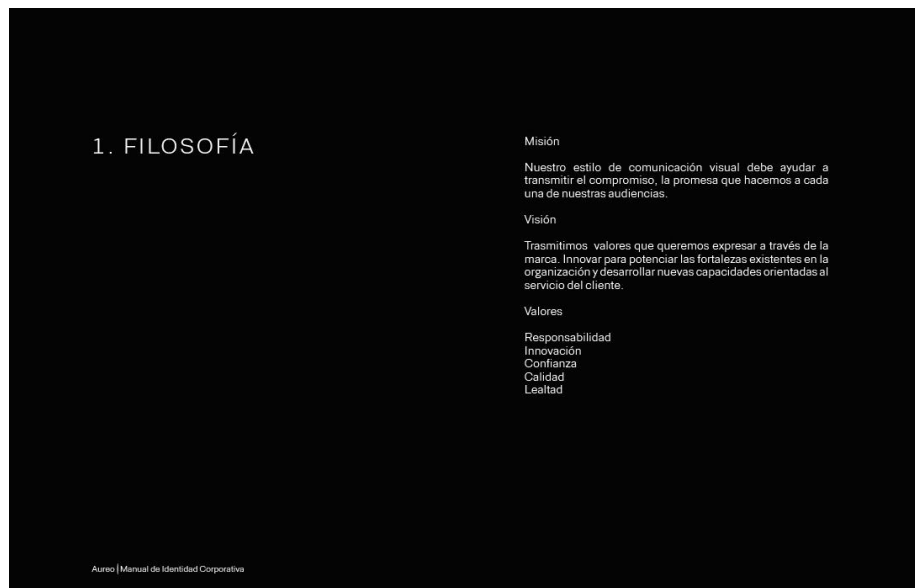 1. FILOSOFÍA
Misión
Nuestro estilo de comunicación visual debe ayudar a
transmitir el compromiso, la promesa que hacemos a cada
una de nuestras audiencias.
Visión
Trasmitimos valores que queremos expresar a través de la
marca. Innovar para potenciar las fortalezas existentes en la
organización y desarrollar nuevas capacidades orientadas al
servicio del cliente.
Valores
Responsabilidad
Innovación
Confianza
Calidad
Lealtad
Aureo | Manual de Identidad Corporativa